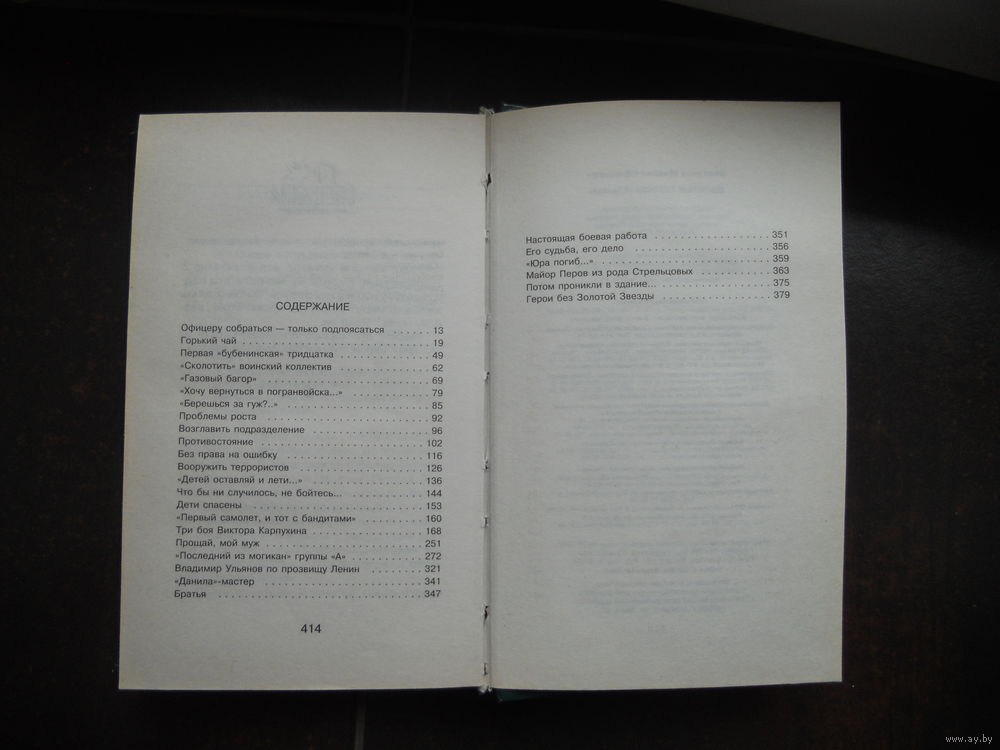 СОДЕРЖАНИЕ
Офицеру собраться — только подпоясаться ...... 13
Горький чай ........................... 19
Первая «бубенинская» тридцатка ............ 49
«Сколотить» воинский коллектив ............. 62
«Газовый багор» ........................ 69
«Хочу вернуться в погранвойска...» ........... 79
«Берешься за гуж?..» ..................... 85
Проблемы роста ........................ 92
Возглавить подразделение ................. 96
Противостояние ....................... 102
Без права на ошибку .................... 116
Вооружить террористов .................. 126
«Детей оставляй и лети...» ................ 136
Что бы ни случилось, не бойтесь... ........... 144
Дети спасены ......................... 153
«Первый самолет, и тот с бандитами» ........ 160
Три боя Виктора Карпухина ................ 168
Прощай, мой муж ...................... 251
«Последний из могикан» группы «А» .......... 272
Владимир Ульянов по прозвищу Ленин ....... 321
«Данила»-мастер ...................... 341
Братья ............................. 347
414
Настоящая боевая работа ................. 351
Его судьба, его дело .................... 356
«Юра погиб...» ........................ 359
Майор Перов из рода Стрельцовых .......... 363
Потом проникли в здание... ............... 375
Герои без Золотой Звезды ................ 379
www.ay.by